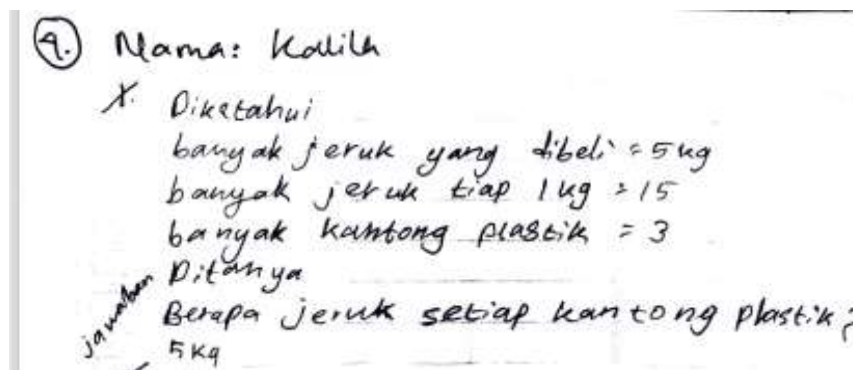 9. Nama: Kalila
X. Diketahui
banyak jeruk yang dibeli = 5 kg
banyak jeruk tiap 1 kg = 15
banyak kantong plastik = 3
Ditanya
Berapa jeruk setiap kantong plastik?
jawaban
5 Kg